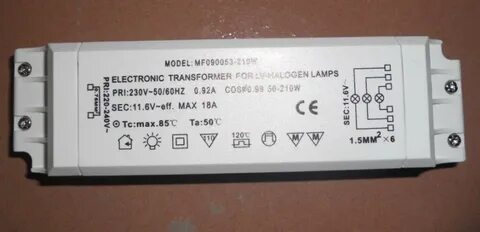 MODEL: MF090053-210W
ELECTRONIC TRANSFORMER FOR LV-HALOGEN LAMPS
PRI:230V~50/60HZ 0.92A COSΦ0.99 50-210W
SEC:11.6V~eff. MAX 18A
Tc:max.85℃ Ta:50℃
110
120℃
M M
CE
PRI:220-240V~
SEC:11.6V~
1.5MM² ×6